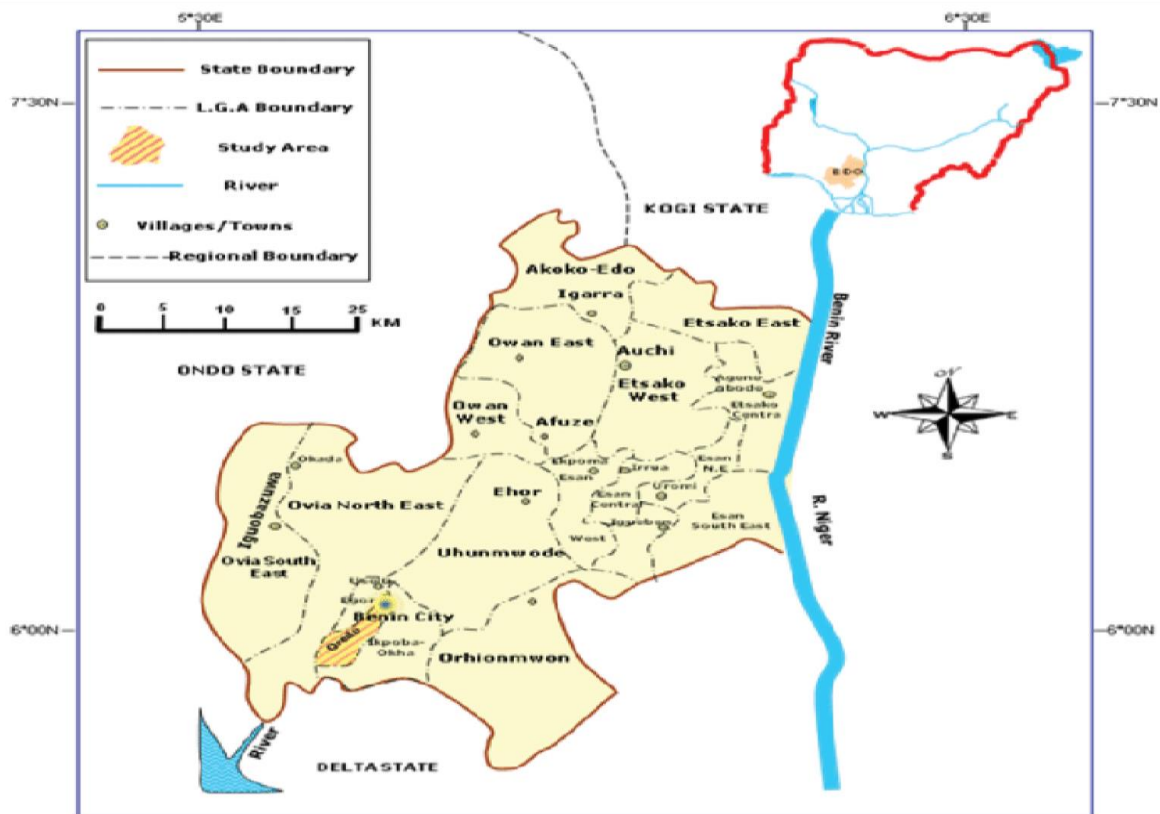 5°30E
6°30E
7°30N
7°30N
State Boundary
L.G.A Boundary
Study Area
River
Villages/Towns
Regional Boundary
0 5 10 15 25 KM
EDO
KOGI STATE
ONDO STATE
Akoko-Edo
Igarra
Etsako East
Owan East
Auchi
Etsako
West
Owan
West
Afuze
Etsako
Okada
Ekpoma
Irrua
Esan
N.E
Esan
Uromi
Esan
Central
Esan
South East
West
Ehor
Ovia North East
Iguobazuwa
Uhunmwode
Ovia South
East
Benin City
Ikpoba-
Okha
Orhionmwon
Benin River
R. Niger
W
E
S
6°00N
6°00N
River
DELTA STATE